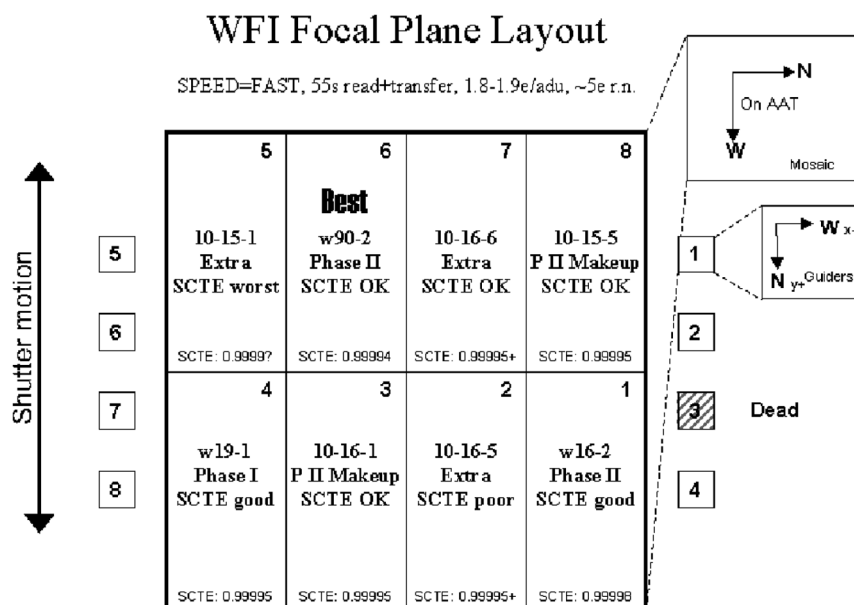 WFI Focal Plane Layout
SPEED=FAST, 55s read+transfer, 1.8-1.9e/adu, ~5e r.n.
N
On AAT
W
Mosaic
5 6 7 8
Best
10-15-1 w90-2 10-16-6 10-15-5
Extra Phase II Extra P II Makeup
SCTE worst SCTE OK SCTE OK SCTE OK
SCTE: 0.9999? SCTE: 0.99994 SCTE: 0.99995+ SCTE: 0.99995
4 3 2 1
w19-1 10-16-1 10-16-5 w16-2
Phase I P II Makeup Extra Phase II
SCTE good SCTE OK SCTE poor SCTE good
SCTE: 0.99995 SCTE: 0.99995 SCTE: 0.99995+ SCTE: 0.99998
Shutter motion
5
6
7
8
1
2
3 Dead
4
W
N y+ Guiders